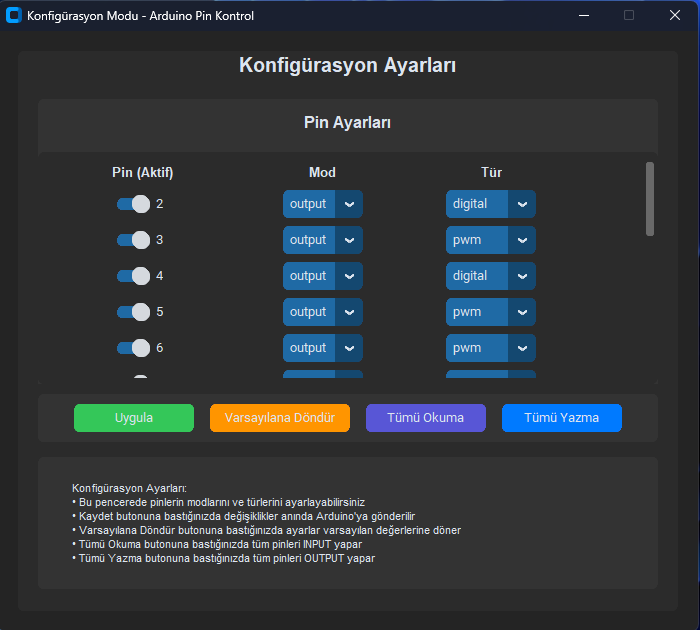 Konfigürasyon Modu - Arduino Pin Kontrol
Konfigürasyon Ayarları
Pin Ayarları
Pin (Aktif) Mod Tür
2 output digital
3 output pwm
4 output digital
5 output pwm
6 output pwm
Uygula Varsayılana Döndür Tümü Okuma Tümü Yazma
Konfigürasyon Ayarları:
• Bu pencerede pinlerin modlarını ve türlerini ayarlayabilirsiniz
• Kaydet butonuna bastığınızda değişiklikler anında Arduino'ya gönderilir
• Varsayılana Döndür butonuna bastığınızda ayarlar varsayılan değerlerine döner
• Tümü Okuma butonuna bastığınızda tüm pinleri INPUT yapar
• Tümü Yazma butonuna bastığınızda tüm pinleri OUTPUT yapar